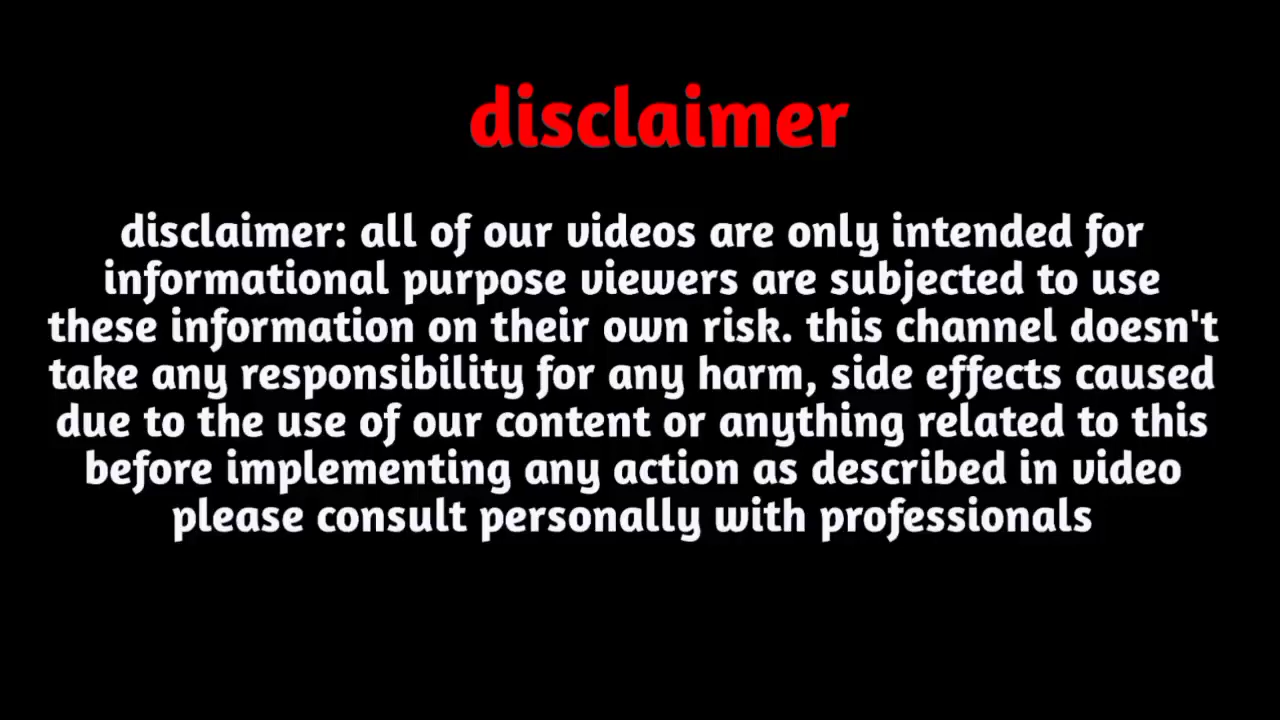 disclaimer
disclaimer: all of our videos are only intended for
informational purpose viewers are subjected to use
these information on their own risk. this channel doesn't
take any responsibility for any harm, side effects caused
due to the use of our content or anything related to this
before implementing any action as described in video
please consult personally with professionals